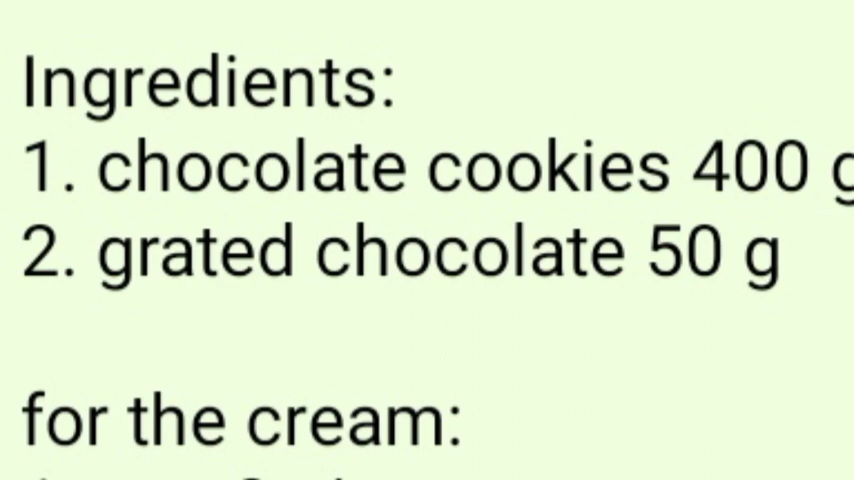 Ingredients:
1. chocolate cookies 400 g
2. grated chocolate 50 g
for the cream: